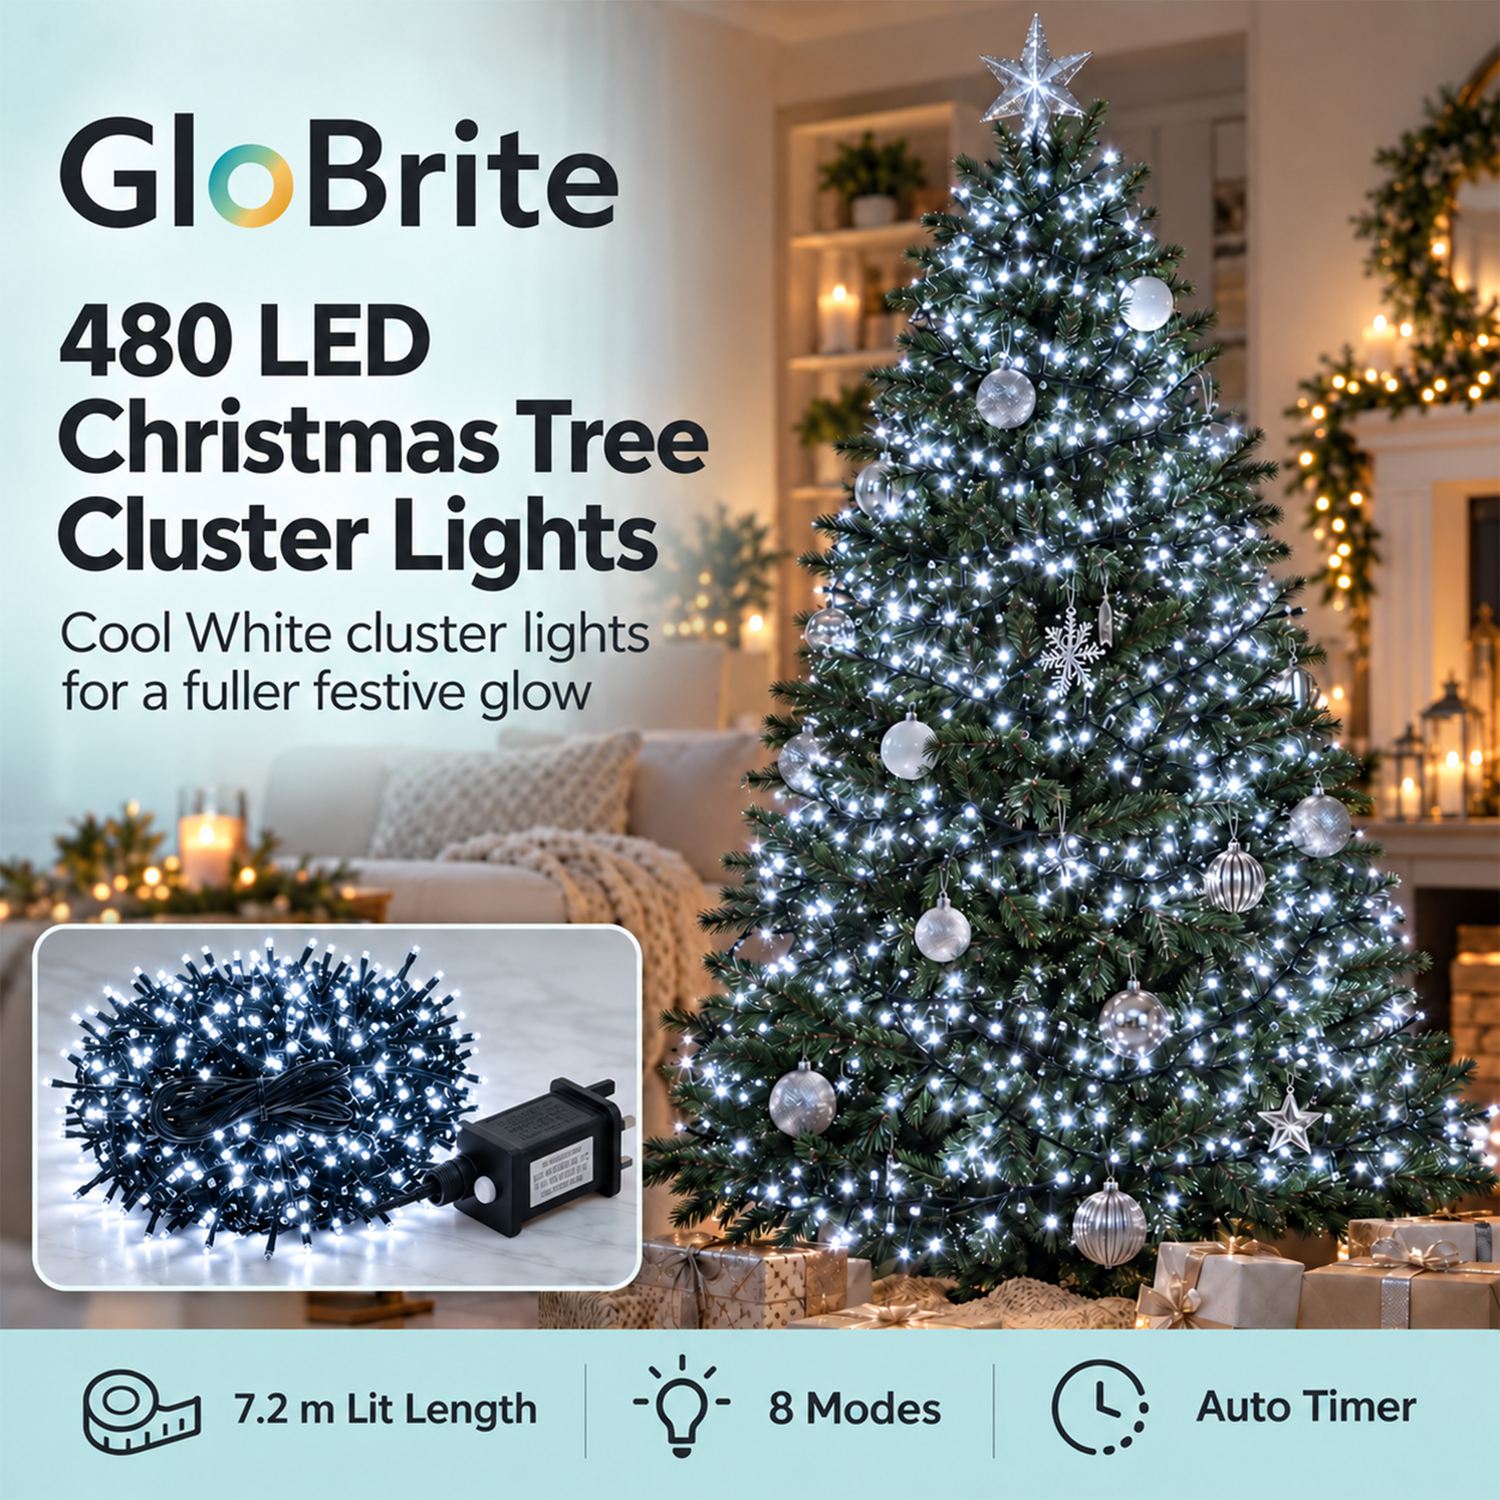 GloBrite
480 LED
Christmas Tree
Cluster Lights
Cool White cluster lights
for a fuller festive glow
7.2 m Lit Length
8 Modes
Auto Timer